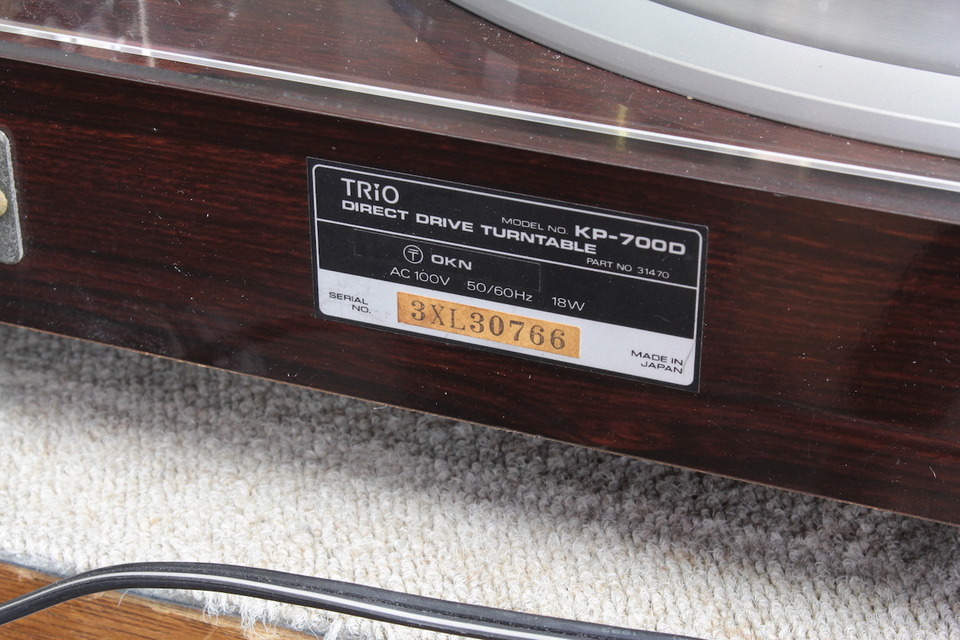 TRiO
MODEL NO. KP-700D
DIRECT DRIVE TURNTABLE
PART NO 31470
〒 OKN
AC 100V 50/60Hz 18W
SERIAL NO. 3XL30766
MADE IN JAPAN